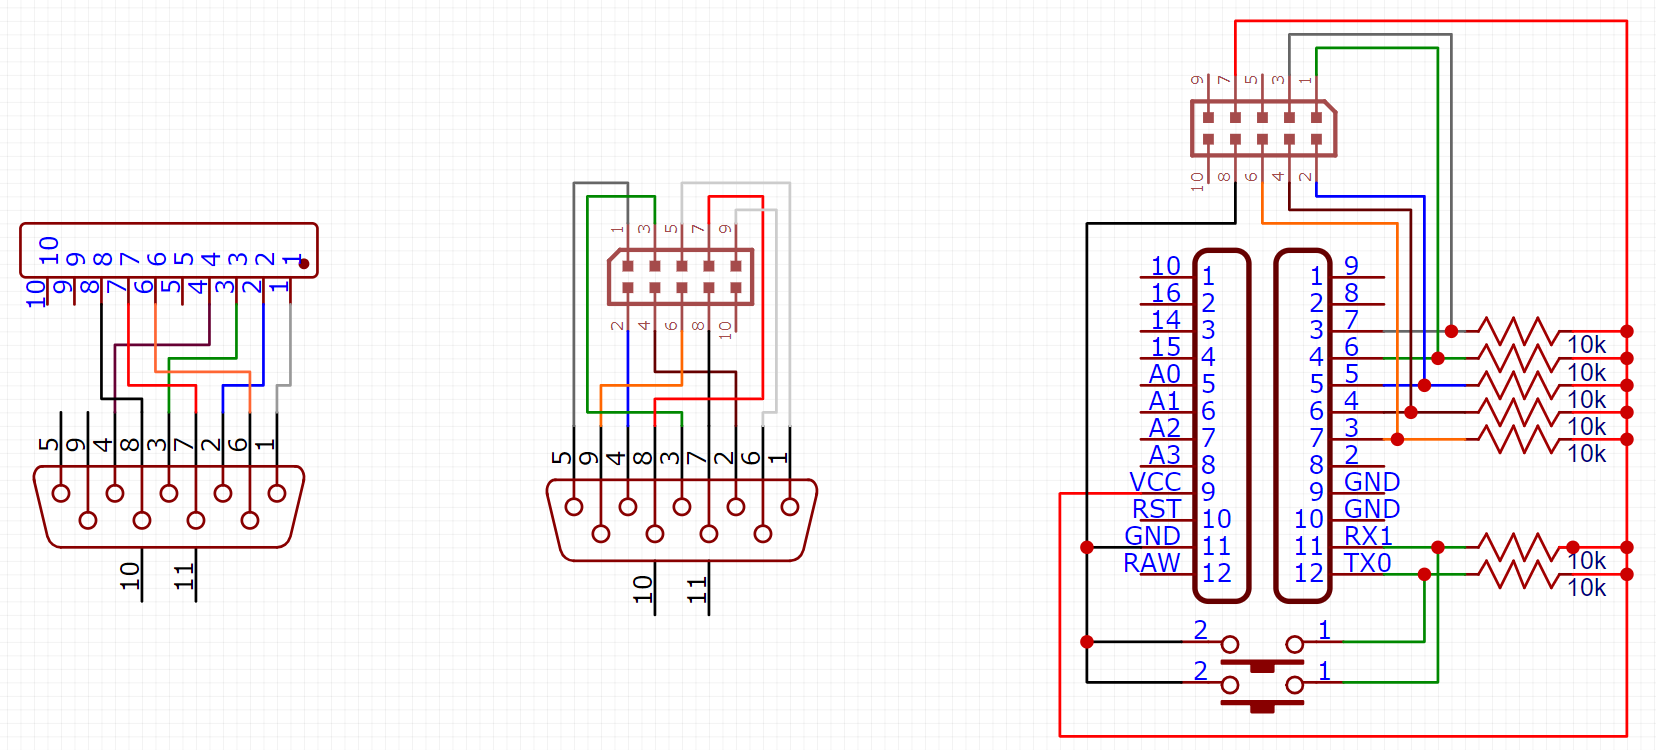 10 9 8 7 6 5 4 3 2 1
10 9 8 7 6 5 4 3 2 1
5 9 4 8 3 7 2 6 1
10 11
1 3 5 7 9
2 4 6 8 10
5 9 4 8 3 7 2 6 1
10 11
9 7 5 3 1
10 8 6 4 2
10 1 1 9
16 2 2 8
14 3 3 7
10k
15 4 4 6
10k
A0 5 5 5
10k
A1 6 6 4
10k
A2 7 7 3
10k
A3 8 8 2
VCC 9 9 GND
RST 10 10 GND
GND 11 11 RX1
10k
RAW 12 12 TX0
10k
2 1
2 1